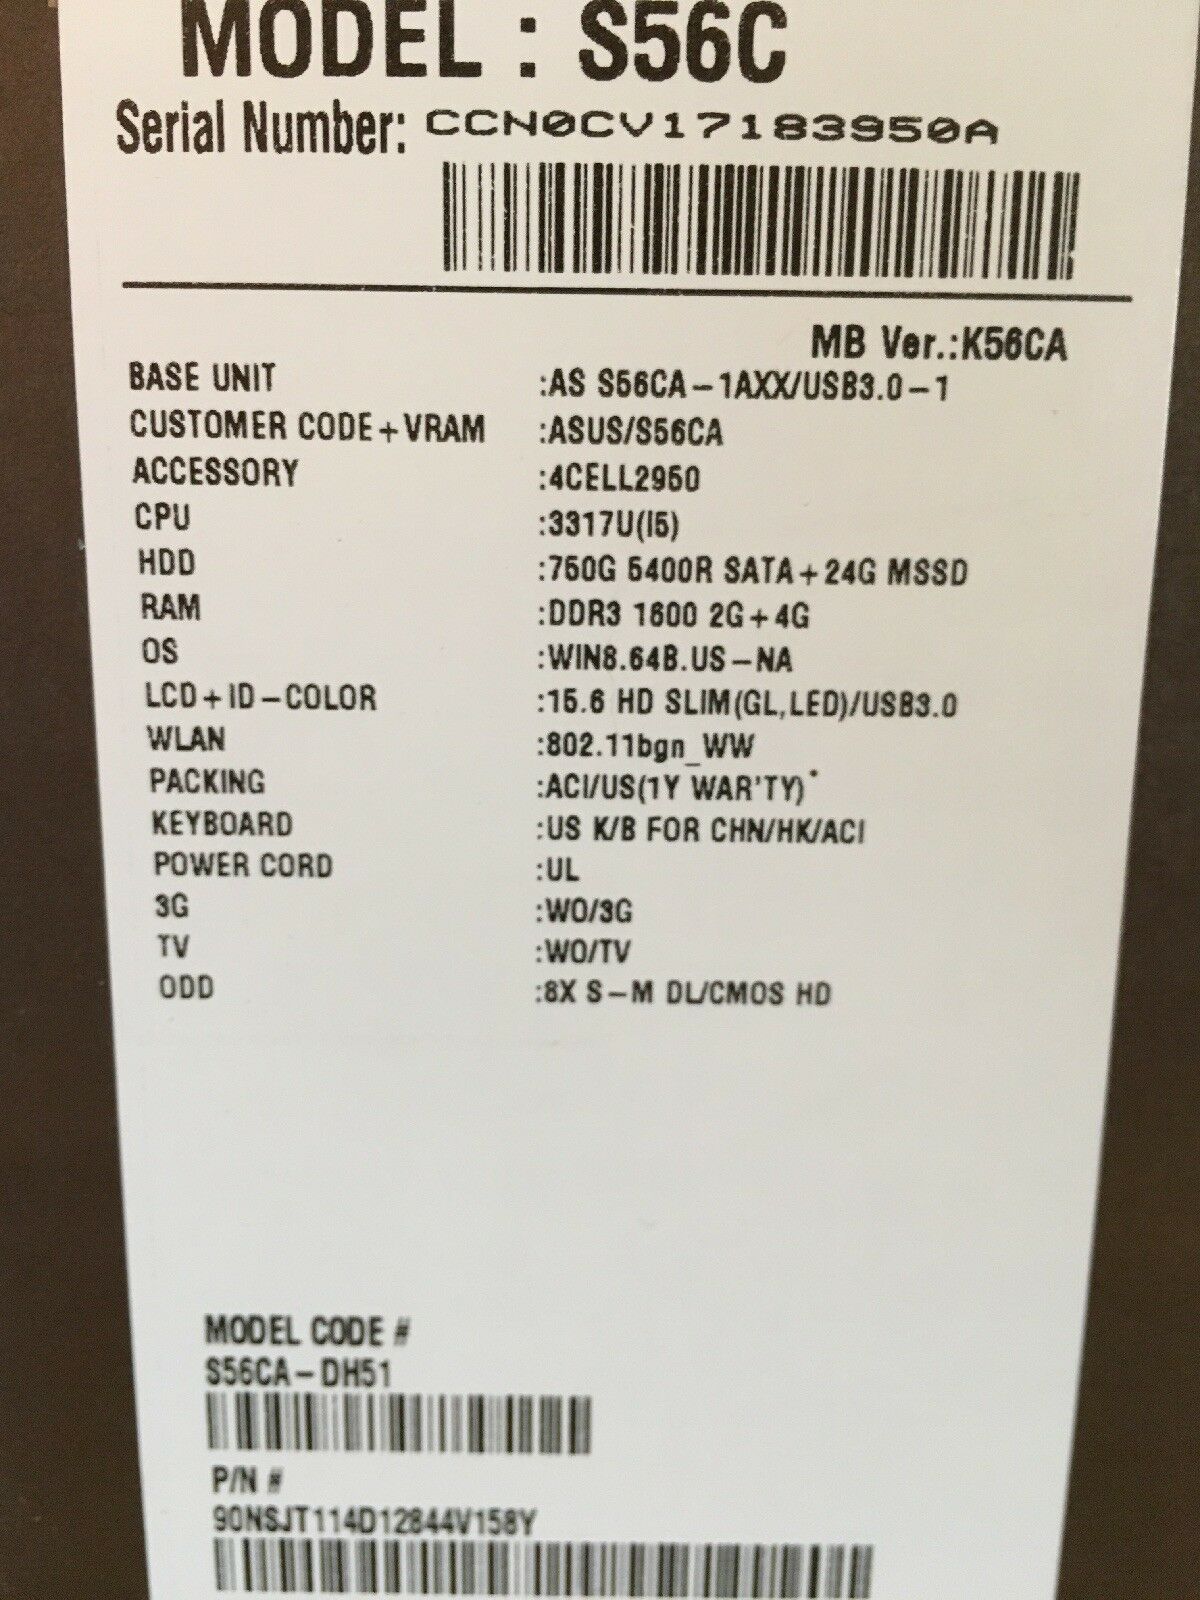 MODEL : S56C
Serial Number: CCN0CV17183950A
MB Ver.:K56CA
BASE UNIT :AS S56CA-1AXX/USB3.0-1
CUSTOMER CODE+VRAM :ASUS/S56CA
ACCESSORY :4CELL2950
CPU :3317U(I5)
HDD :750G 5400R SATA+24G MSSD
RAM :DDR3 1600 2G+4G
OS :WIN8.64B.US-NA
LCD+ID-COLOR :15.6 HD SLIM(GL,LED)/USB3.0
WLAN :802.11bgn_WW
PACKING :ACI/US(1Y WAR'TY)
KEYBOARD :US K/B FOR CHN/HK/ACI
POWER CORD :UL
3G :WO/3G
TV :WO/TV
ODD :8X S-M DL/CMOS HD
MODEL CODE #
S56CA-DH51
P/N #
90NSJT114D12844V158Y